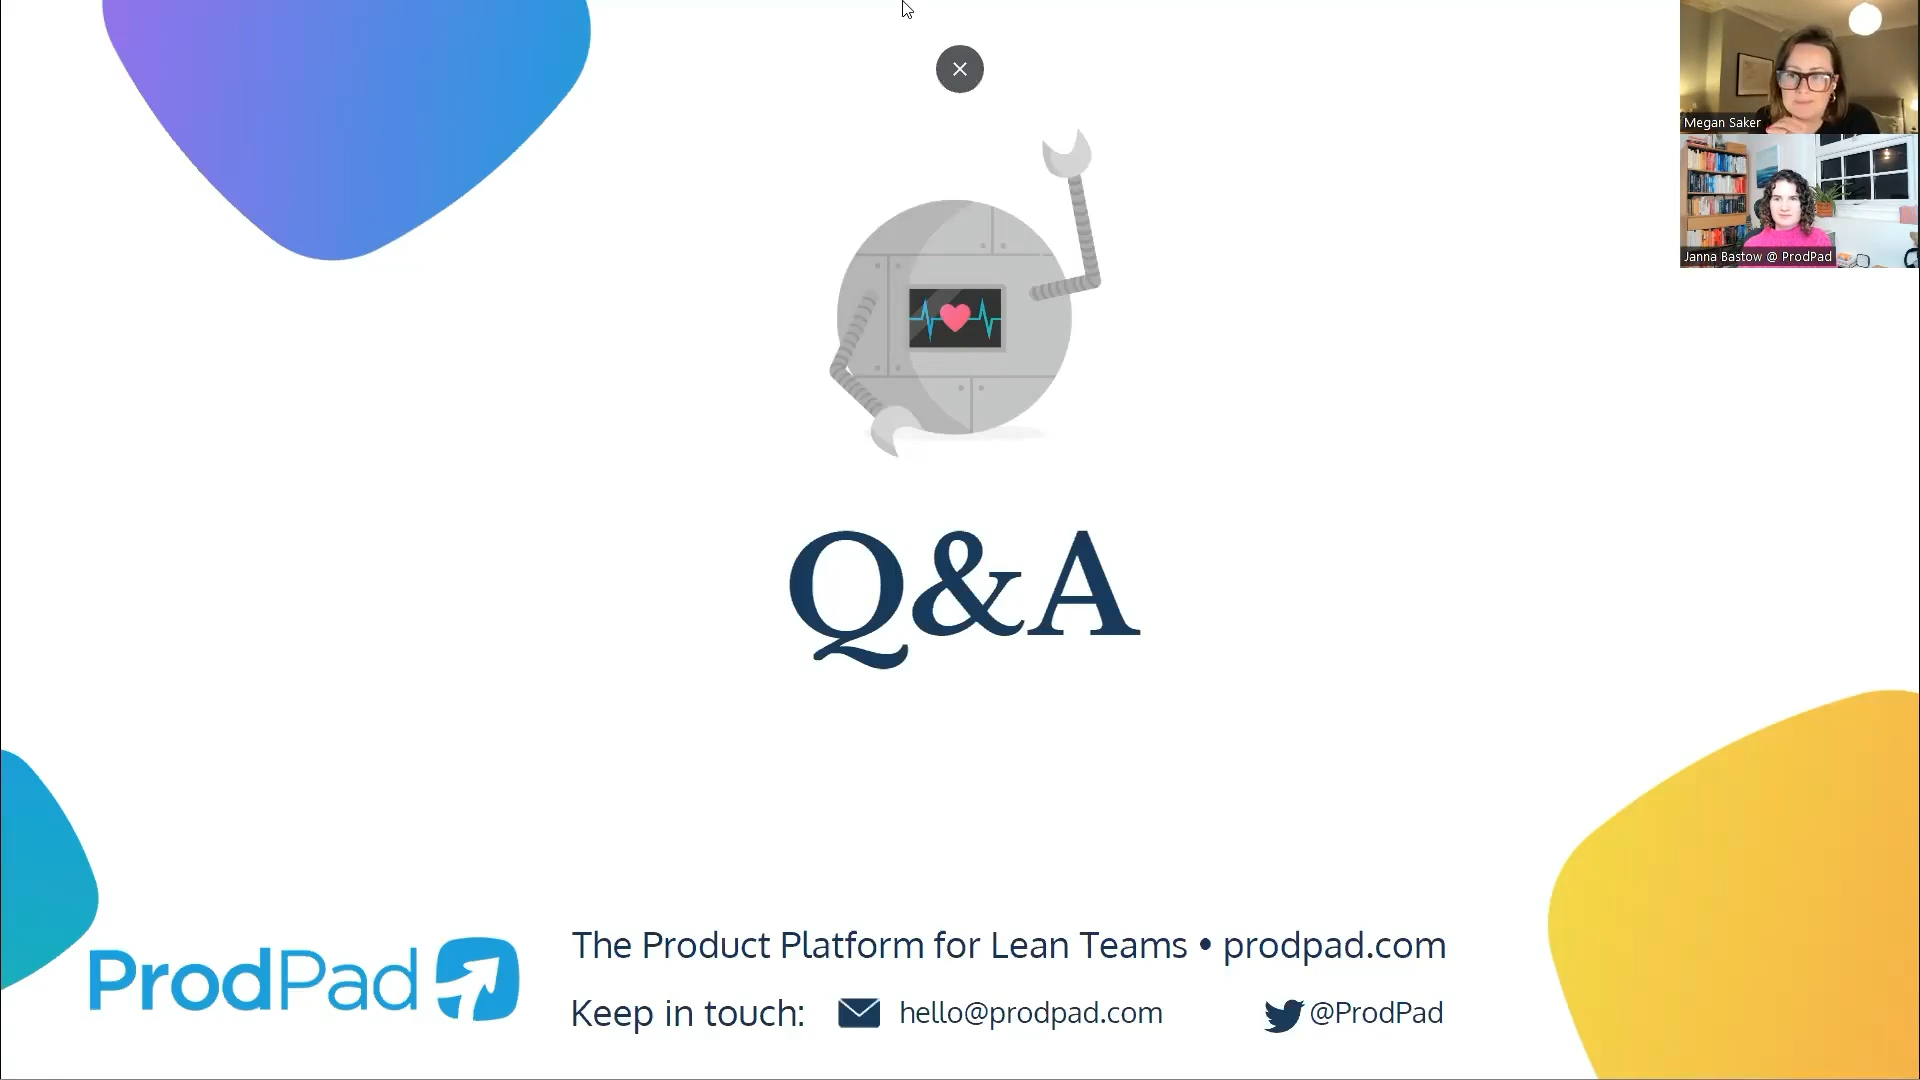 Megan Saker
Janna Bastow @ ProdPad
Q&A
ProdPad
The Product Platform for Lean Teams • prodpad.com
Keep in touch: hello@prodpad.com @ProdPad